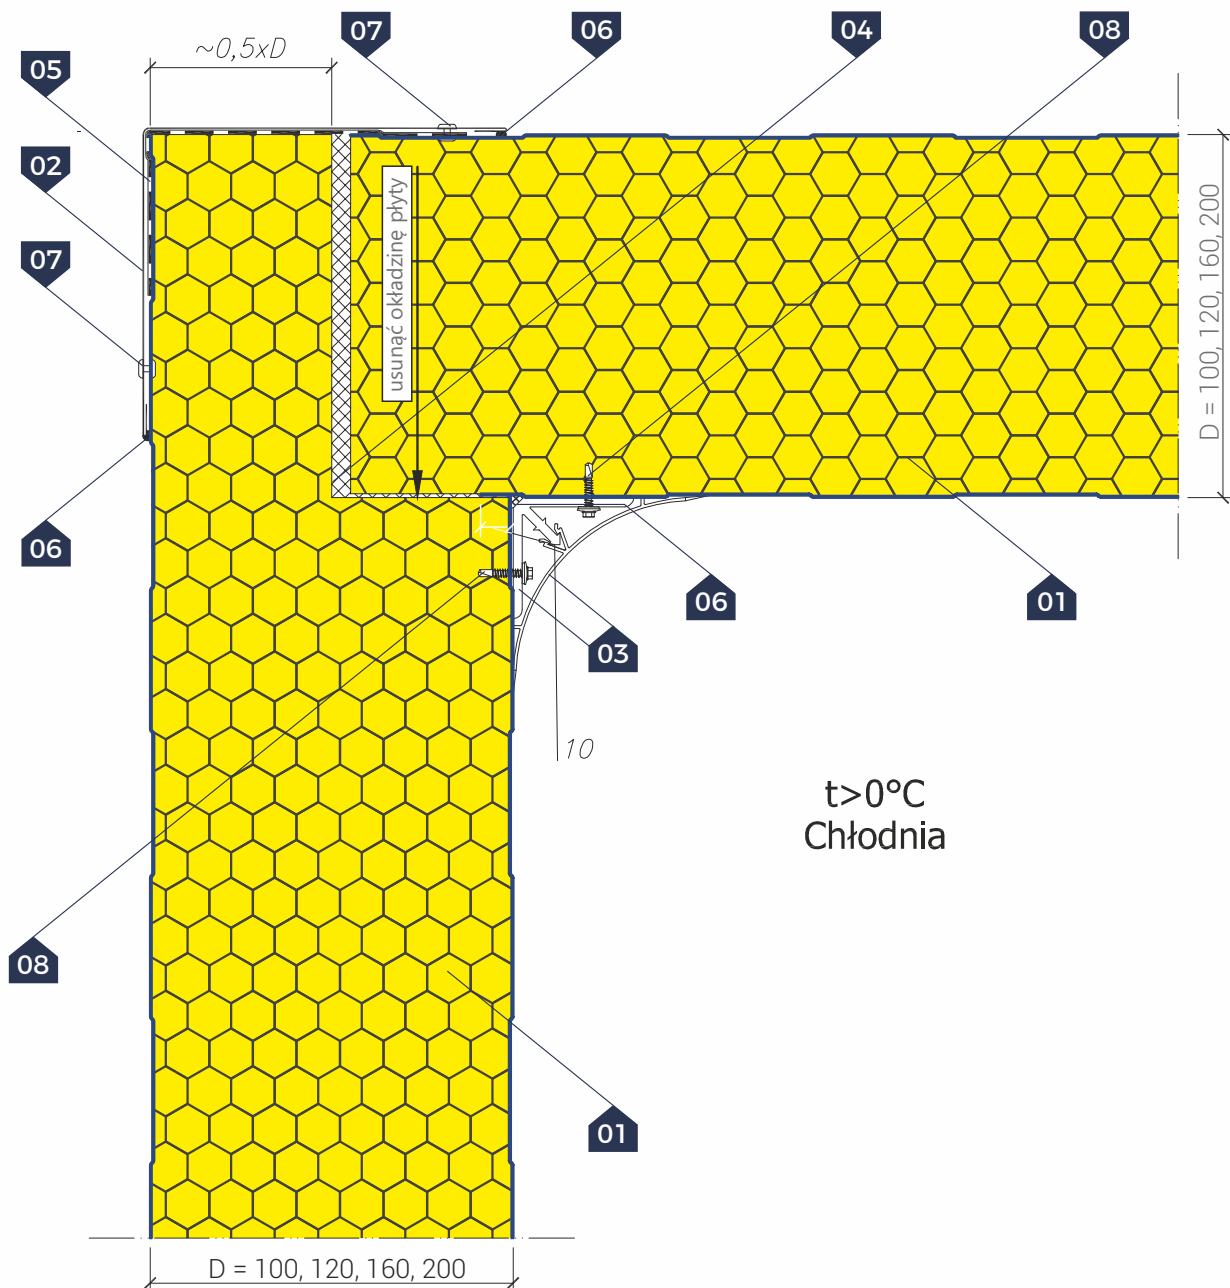 07
06
04
08
~0,5xD
05
02
07
06
usunąć okładzinę płyty
D = 100, 120, 160, 200
06
01
03
10
t>0°C
Chłodnia
08
01
D = 100, 120, 160, 200